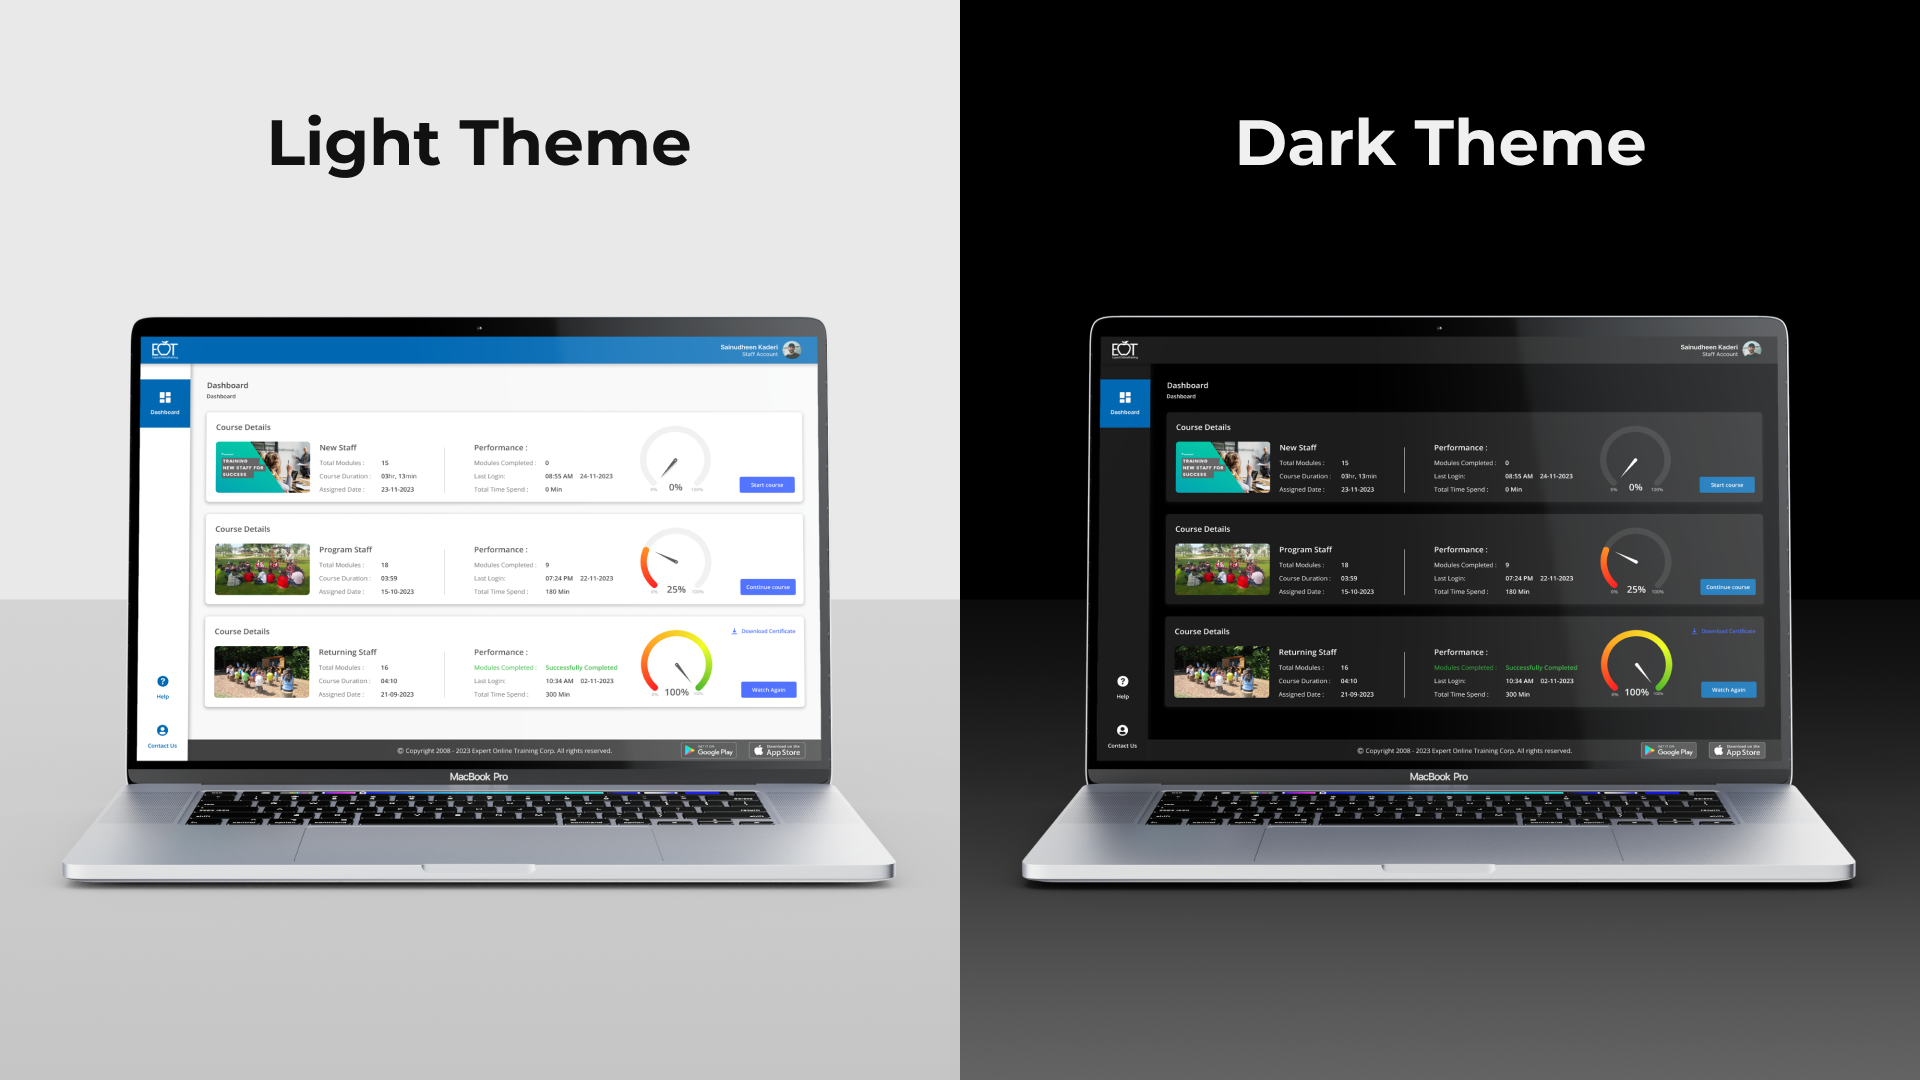 Light Theme
EOT
Sainudheen Kaderi
Staff Account
Dashboard
Dashboard
Dashboard
Course Details
TRAINING
NEW STAFF FOR
SUCCESS
New Staff
Total Modules : 15
Course Duration : 03hr, 13min
Assigned Date : 23-11-2023
Performance :
Modules Completed : 0
Last Login: 08:55 AM 24-11-2023
Total Time Spend : 0 Min
0%
0% 100%
Start course
Course Details
Program Staff
Total Modules : 18
Course Duration : 03:59
Assigned Date : 15-10-2023
Performance :
Modules Completed : 9
Last Login: 07:24 PM 22-11-2023
Total Time Spend : 180 Min
25%
0% 100%
Continue course
Course Details
Download Certificate
Returning Staff
Total Modules : 16
Course Duration : 04:10
Assigned Date : 21-09-2023
Performance :
Modules Completed : Successfully Completed
Last Login: 10:34 AM 02-11-2023
Total Time Spend : 300 Min
100%
0% 100%
Watch Again
Help
Contact Us
© Copyright 2008 - 2023 Expert Online Training Corp. All rights reserved.
GET IT ON
Google Play
Download on the
App Store
MacBook Pro
Dark Theme
EOT
Sainudheen Kaderi
Staff Account
Dashboard
Dashboard
Dashboard
Course Details
TRAINING
NEW STAFF FOR
SUCCESS
New Staff
Total Modules : 15
Course Duration : 03hr, 13min
Assigned Date : 23-11-2023
Performance :
Modules Completed : 0
Last Login: 08:55 AM 24-11-2023
Total Time Spend : 0 Min
0%
0% 100%
Start course
Course Details
Program Staff
Total Modules : 18
Course Duration : 03:59
Assigned Date : 15-10-2023
Performance :
Modules Completed : 9
Last Login: 07:24 PM 22-11-2023
Total Time Spend : 180 Min
25%
0% 100%
Continue course
Course Details
Download Certificate
Returning Staff
Total Modules : 16
Course Duration : 04:10
Assigned Date : 21-09-2023
Performance :
Modules Completed : Successfully Completed
Last Login: 10:34 AM 02-11-2023
Total Time Spend : 300 Min
100%
0% 100%
Watch Again
Help
Contact Us
© Copyright 2008 - 2023 Expert Online Training Corp. All rights reserved.
GET IT ON
Google Play
Download on the
App Store
MacBook Pro